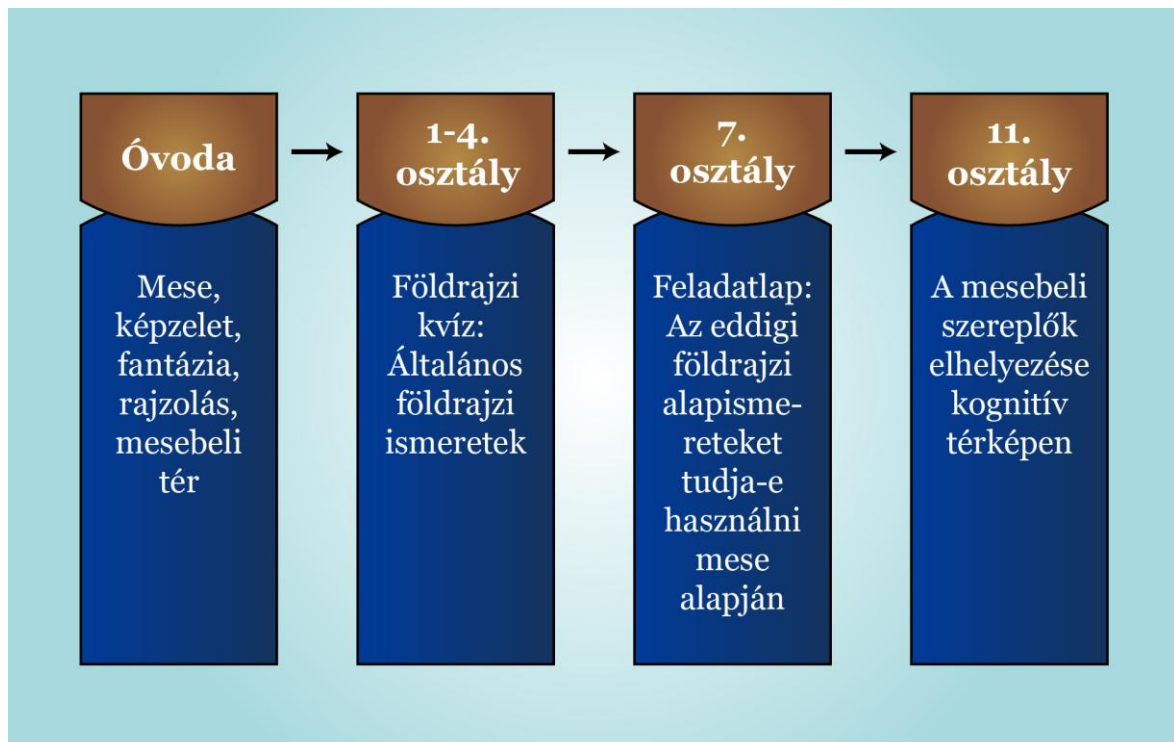 Óvoda
1-4.
osztály
7.
osztály
11.
osztály
Mese,
képzelet,
fantázia,
rajzolás,
mesebeli
tér
Földrajzi
kvíz:
Általános
földrajzi
ismeretek
Feladatlap:
Az eddigi
földrajzi
alapisme-
reteket
tudja-e
használni
mese
alapján
A mesebeli
szereplők
elhelyezése
kognitív
térképen